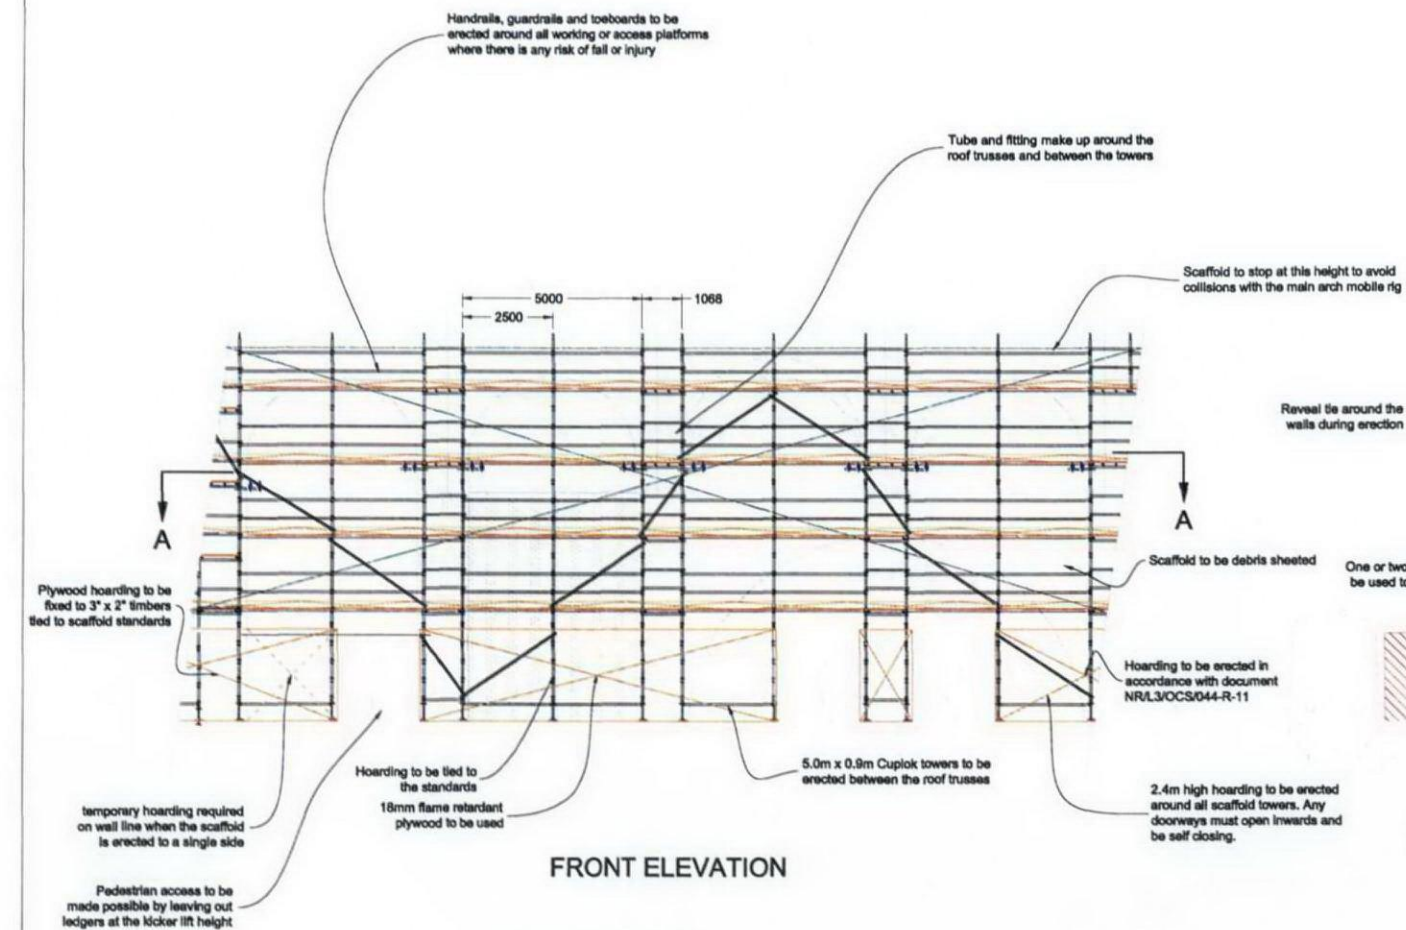 Handrails, guardrails and toeboards to be
erected around all working or access platforms
where there is any risk of fall or injury
Tube and fitting make up around the
roof trusses and between the towers
Scaffold to stop at this height to avoid
collisions with the main arch mobile rig
5000
1068
2500
Reveal tie around the
walls during erection
A
A
Scaffold to be debris sheeted
One or two
be used to
Plywood hoarding to be
fixed to 3" x 2" timbers
tied to scaffold standards
Hoarding to be erected in
accordance with document
NR/L3/OCS/044-R-11
Hoarding to be tied to
the standards
18mm flame retardant
plywood to be used
5.0m x 0.9m Cuplok towers to be
erected between the roof trusses
2.4m high hoarding to be erected
around all scaffold towers. Any
doorways must open inwards and
be self closing.
temporary hoarding required
on wall line when the scaffold
is erected to a single side
FRONT ELEVATION
Pedestrian access to be
made possible by leaving out
ledgers at the kicker lift height